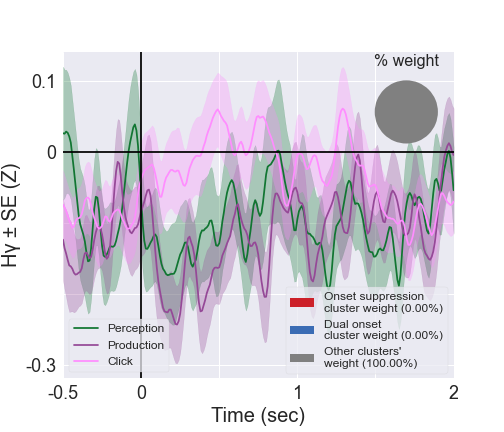 % weight
0.1
0
-0.3
Hγ ± SE (Z)
Perception
Production
Click
Onset suppression
cluster weight (0.00%)
Dual onset
cluster weight (0.00%)
Other clusters'
weight (100.00%)
-0.5
0
1
2
Time (sec)